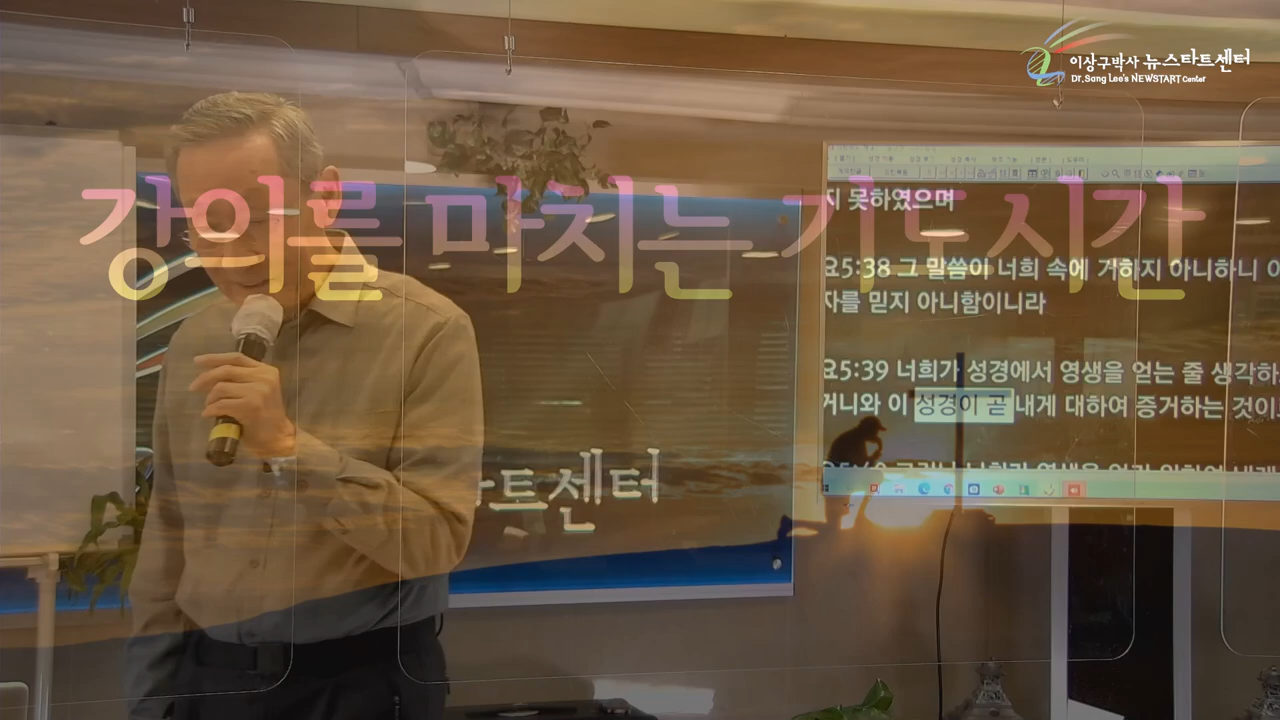 이상구박사 뉴스타트센터
Dr. Sang Lee's NEWSTART Center
강의를 마치는 기도시간
지 못하였으며
요5:38 그 말씀이 너희 속에 거하지 아니하니
자를 믿지 아니함이니라
요5:39 너희가 성경에서 영생을 얻는 줄 생각하
거니와 이 성경이 곧 내게 대하여 증거하는 것이
트센터